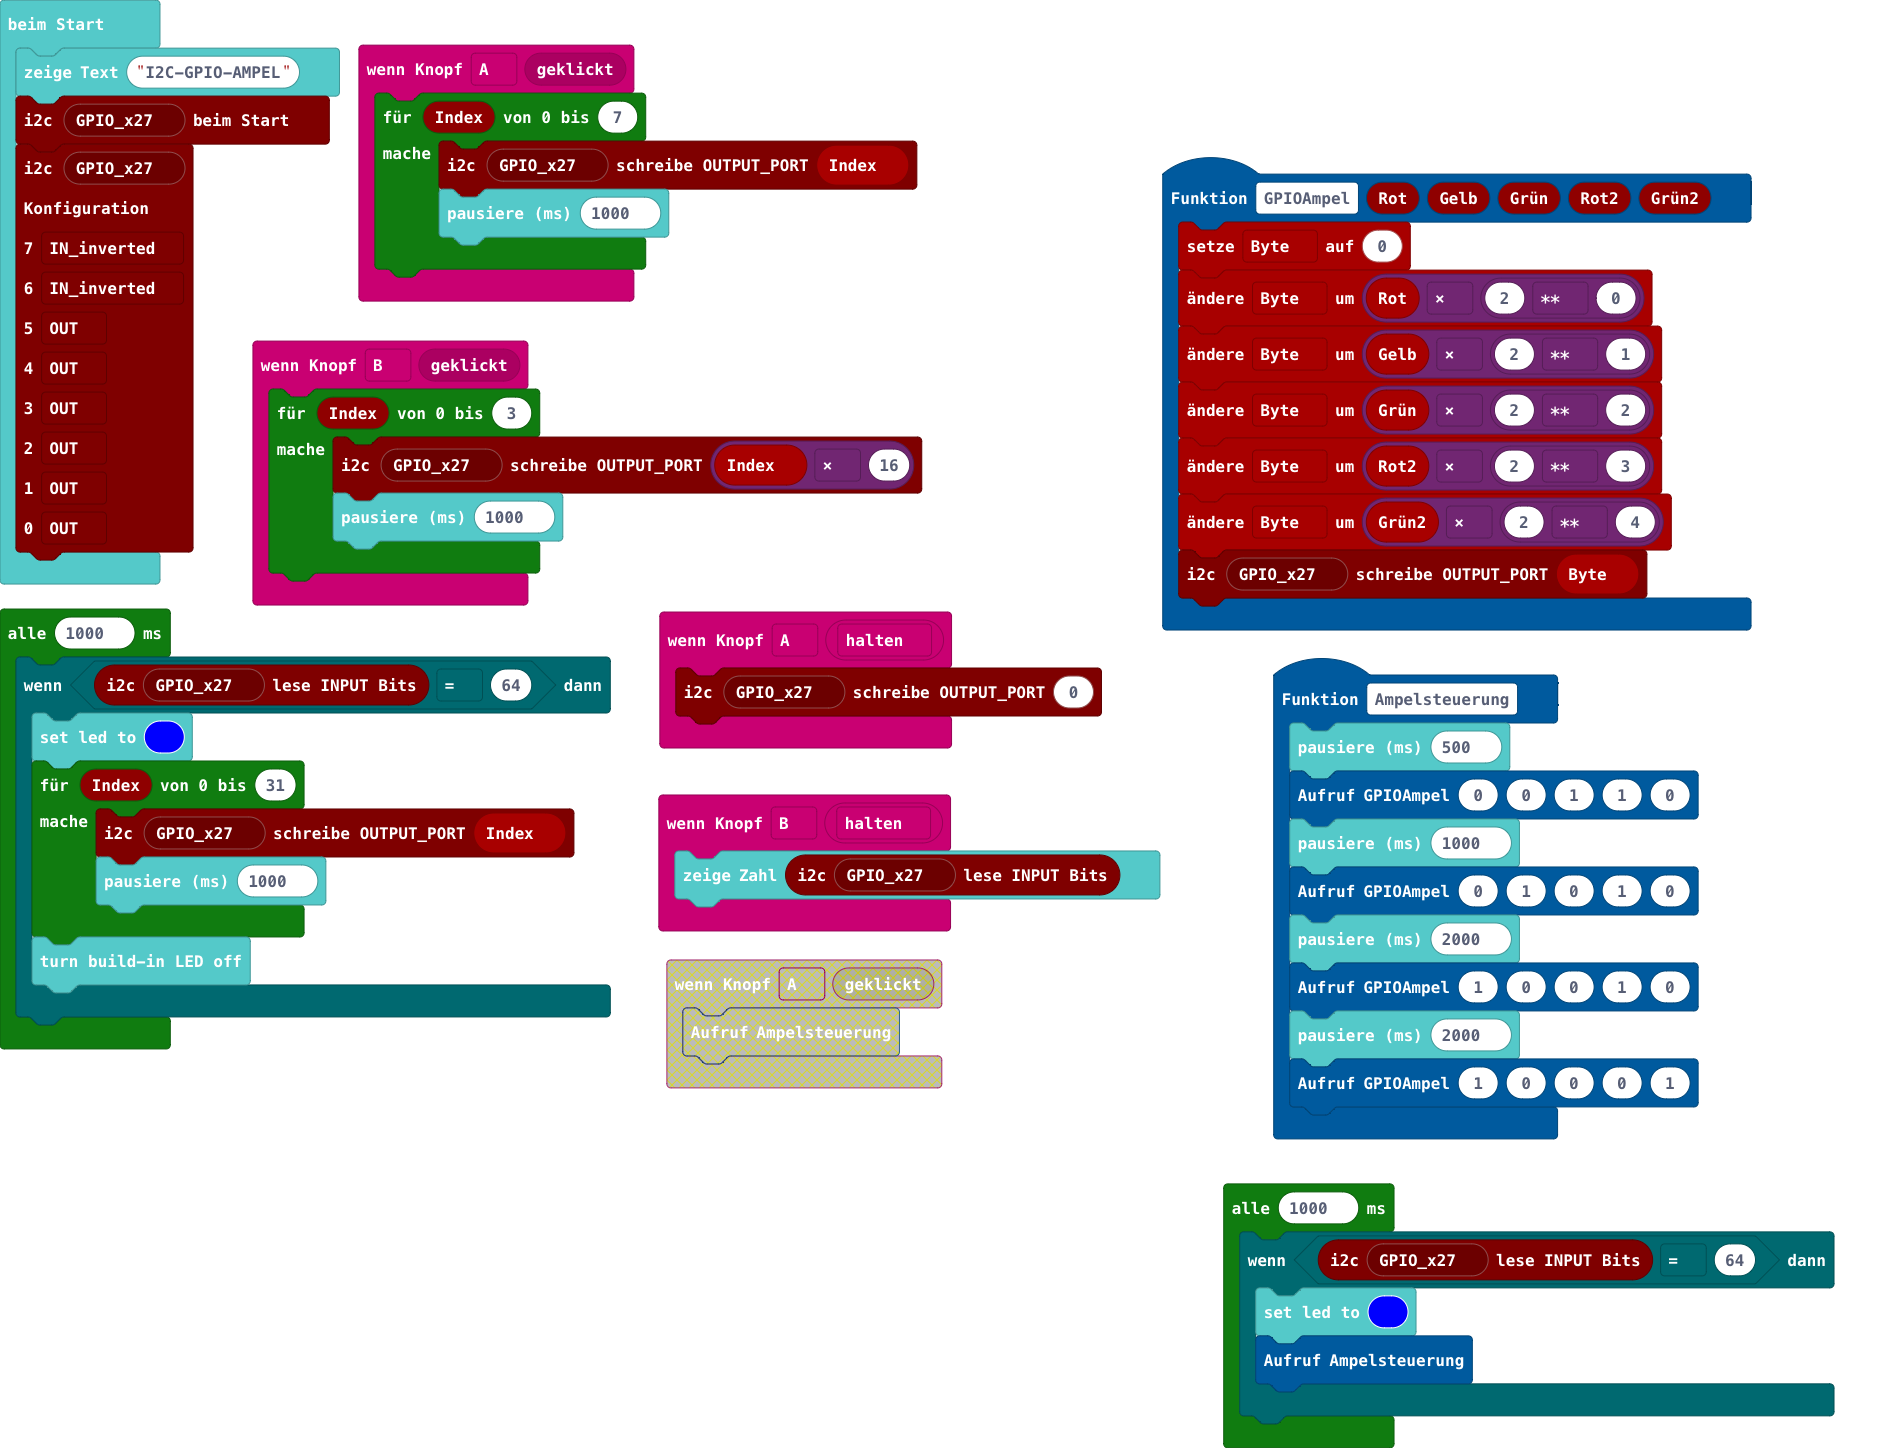 beim Start
zeige Text "I2C-GPIO-AMPEL"
i2c GPIO_x27 beim Start
i2c GPIO_x27
Konfiguration
7 IN_inverted
6 IN_inverted
5 OUT
4 OUT
3 OUT
2 OUT
1 OUT
0 OUT
wenn Knopf A geklickt
für Index von 0 bis 7
mache
i2c GPIO_x27 schreibe OUTPUT_PORT Index
pausiere (ms) 1000
wenn Knopf B geklickt
für Index von 0 bis 3
mache
i2c GPIO_x27 schreibe OUTPUT_PORT Index × 16
pausiere (ms) 1000
alle 1000 ms
wenn i2c GPIO_x27 lese INPUT Bits = 64 dann
set led to
für Index von 0 bis 31
mache
i2c GPIO_x27 schreibe OUTPUT_PORT Index
pausiere (ms) 1000
turn build-in LED off
wenn Knopf A halten
i2c GPIO_x27 schreibe OUTPUT_PORT 0
wenn Knopf B halten
zeige Zahl i2c GPIO_x27 lese INPUT Bits
wenn Knopf A geklickt
Aufruf Ampelsteuerung
Funktion GPIOAmpel Rot Gelb Grün Rot2 Grün2
setze Byte auf 0
ändere Byte um Rot × 2 ** 0
ändere Byte um Gelb × 2 ** 1
ändere Byte um Grün × 2 ** 2
ändere Byte um Rot2 × 2 ** 3
ändere Byte um Grün2 × 2 ** 4
i2c GPIO_x27 schreibe OUTPUT_PORT Byte
Funktion Ampelsteuerung
pausiere (ms) 500
Aufruf GPIOAmpel 0 0 1 1 0
pausiere (ms) 1000
Aufruf GPIOAmpel 0 1 0 1 0
pausiere (ms) 2000
Aufruf GPIOAmpel 1 0 0 1 0
pausiere (ms) 2000
Aufruf GPIOAmpel 1 0 0 0 1
alle 1000 ms
wenn i2c GPIO_x27 lese INPUT Bits = 64 dann
set led to
Aufruf Ampelsteuerung